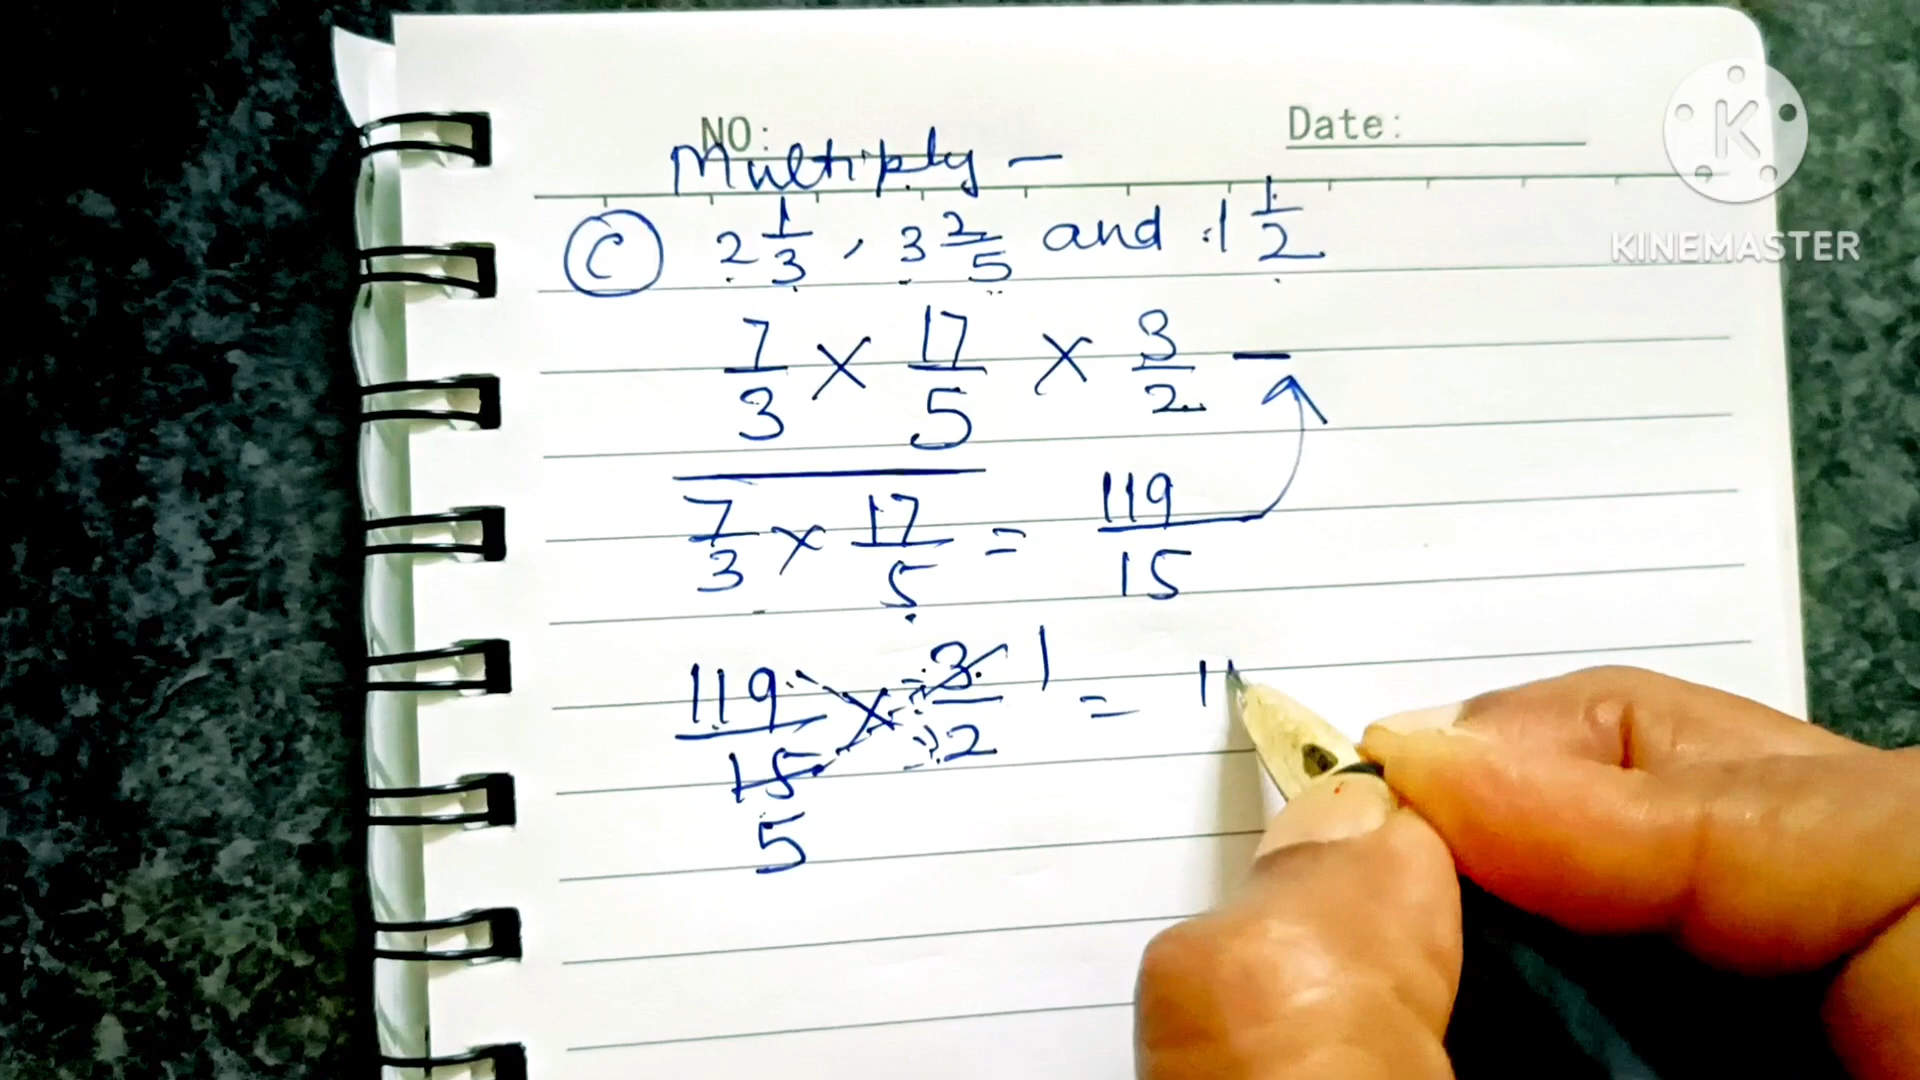 NO: Date:
K
KINEMASTER
Multiply -
C 2 1/3, 3 2/5 and 1 1/2
7/3 × 17/5 × 3/2 -
7/3 × 17/5 = 119/15
119/15 × 3/2 1 = 11
5